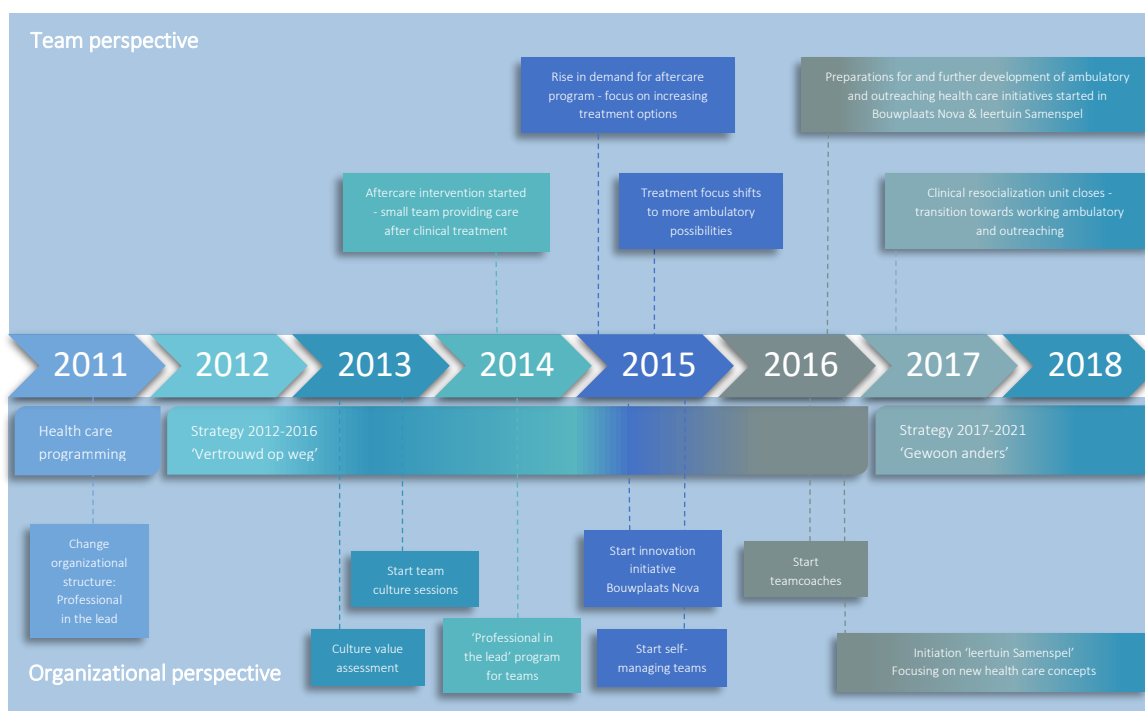 Team perspective
Rise in demand for aftercare
program - focus on increasing
treatment options
Preparations for and further development of ambulatory
and outreaching health care initiatives started in
Bouwplaats Nova & leertuin Samenspel
Aftercare intervention started
- small team providing care
after clinical treatment
Treatment focus shifts
to more ambulatory
possibilities
Clinical resocialization unit closes -
transition towards working ambulatory
and outreaching
2011
2012
2013
2014
2015
2016
2017
2018
Health care
programming
Strategy 2012-2016
‘Vertrouwd op weg’
Strategy 2017-2021
‘Gewoon anders’
Change
organizational
structure:
Professional
in the lead
Start team
culture sessions
Start innovation
initiative
Bouwplaats Nova
Start
teamcoaches
Culture value
assessment
‘Professional in
the lead’ program
for teams
Start self-
managing teams
Initiation ‘leertuin Samenspel’
Focusing on new health care concepts
Organizational perspective